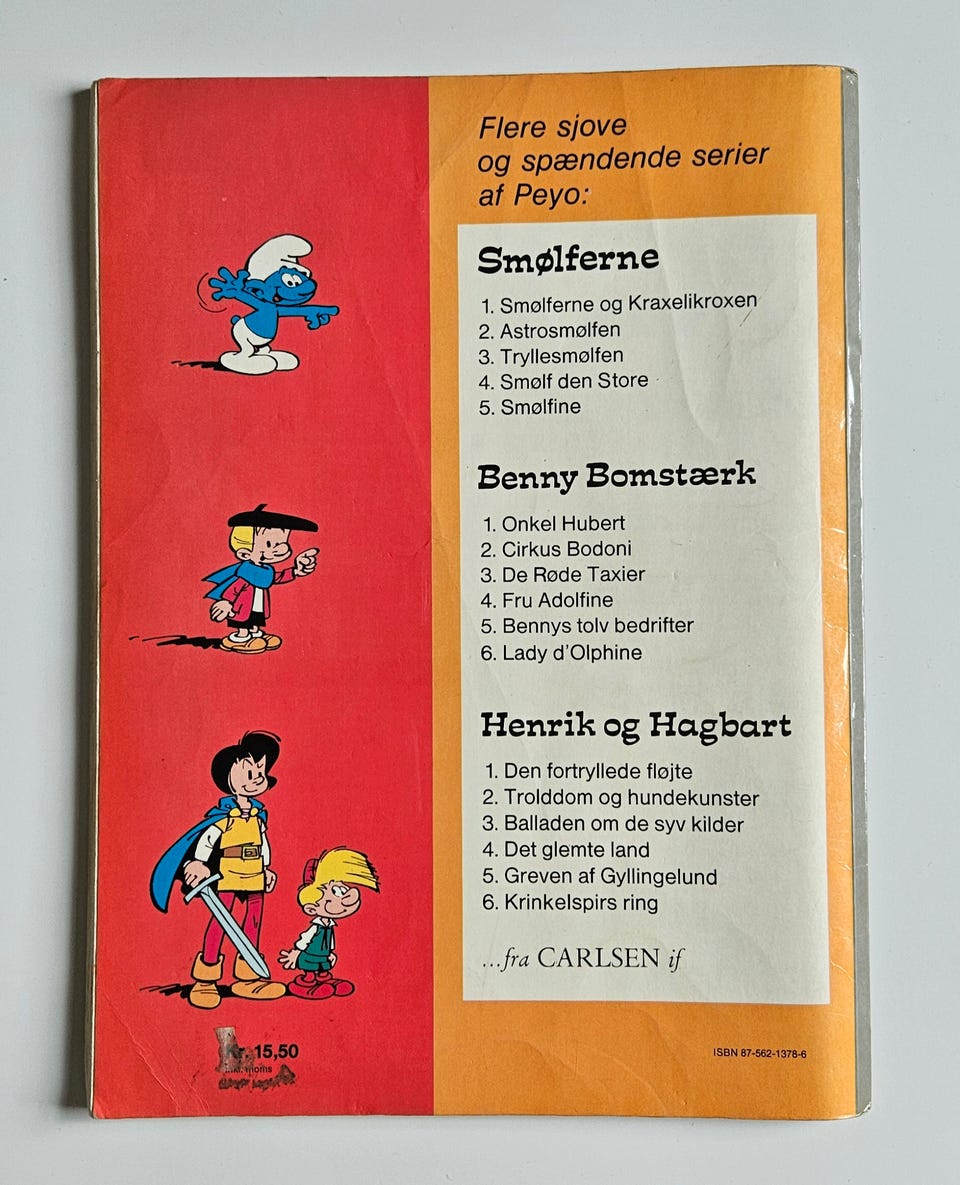 Flere sjove
og spændende serier
af Peyo:
Smølferne
1. Smølferne og Kraxelikroxen
2. Astrosmølfen
3. Tryllesmølfen
4. Smølf den Store
5. Smølfine
Benny Bomstærk
1. Onkel Hubert
2. Cirkus Bodoni
3. De Røde Taxier
4. Fru Adolfine
5. Bennys tolv bedrifter
6. Lady d'Olphine
Henrik og Hagbart
1. Den fortryllede fløjte
2. Trolddom og hundekunster
3. Balladen om de syv kilder
4. Det glemte land
5. Greven af Gyllingelund
6. Krinkelspirs ring
...fra CARLSEN if
Kr. 15,50
inkl. moms
ISBN 87-562-1378-6